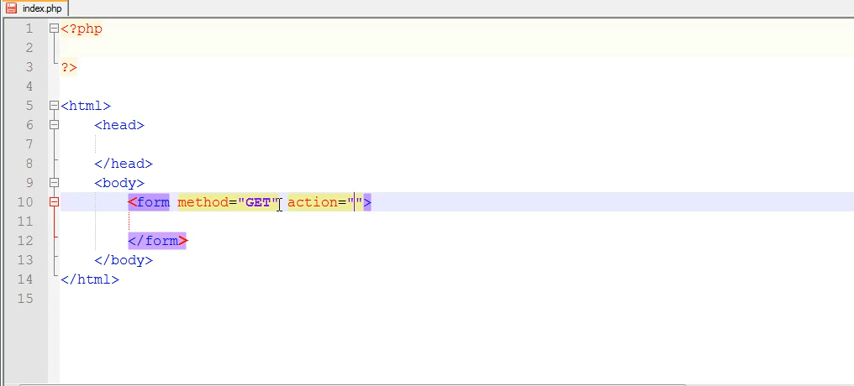 index.php
1 <?php
2
3 ?>
4
5 <html>
6 <head>
7
8 </head>
9 <body>
10 <form method="GET" action="">
11
12 </form>
13 </body>
14 </html>
15